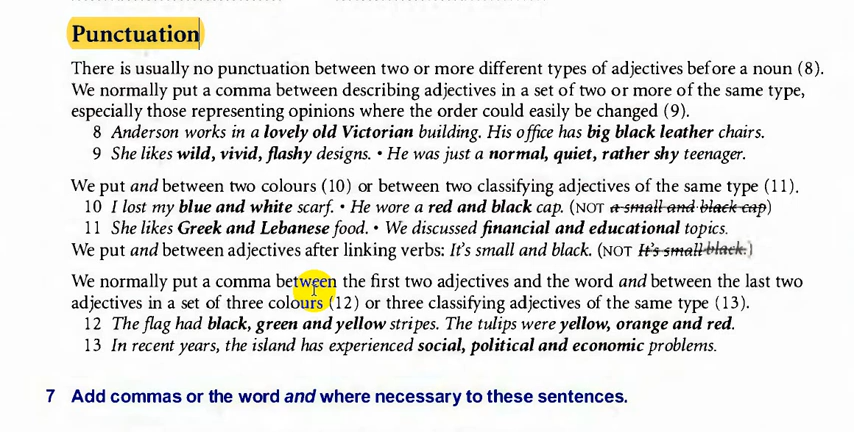 Punctuation
There is usually no punctuation between two or more different types of adjectives before a noun (8).
We normally put a comma between describing adjectives in a set of two or more of the same type,
especially those representing opinions where the order could easily be changed (9).
8 Anderson works in a lovely old Victorian building. His office has big black leather chairs.
9 She likes wild, vivid, flashy designs. • He was just a normal, quiet, rather shy teenager.
We put and between two colours (10) or between two classifying adjectives of the same type (11).
10 I lost my blue and white scarf. • He wore a red and black cap. (NOT a small and black cap)
11 She likes Greek and Lebanese food. • We discussed financial and educational topics.
We put and between adjectives after linking verbs: It's small and black. (NOT It's small black.)
We normally put a comma between the first two adjectives and the word and between the last two
adjectives in a set of three colours (12) or three classifying adjectives of the same type (13).
12 The flag had black, green and yellow stripes. The tulips were yellow, orange and red.
13 In recent years, the island has experienced social, political and economic problems.
7 Add commas or the word and where necessary to these sentences.